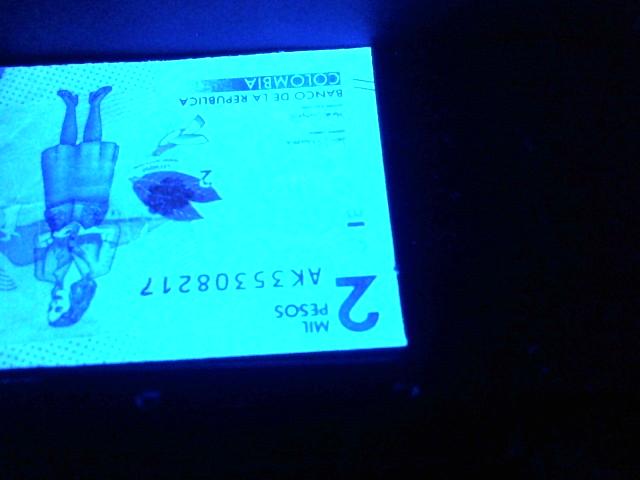 2 MIL
PESOS
AK35308217
2
BANCO DE LA REPUBLICA
COLOMBIA